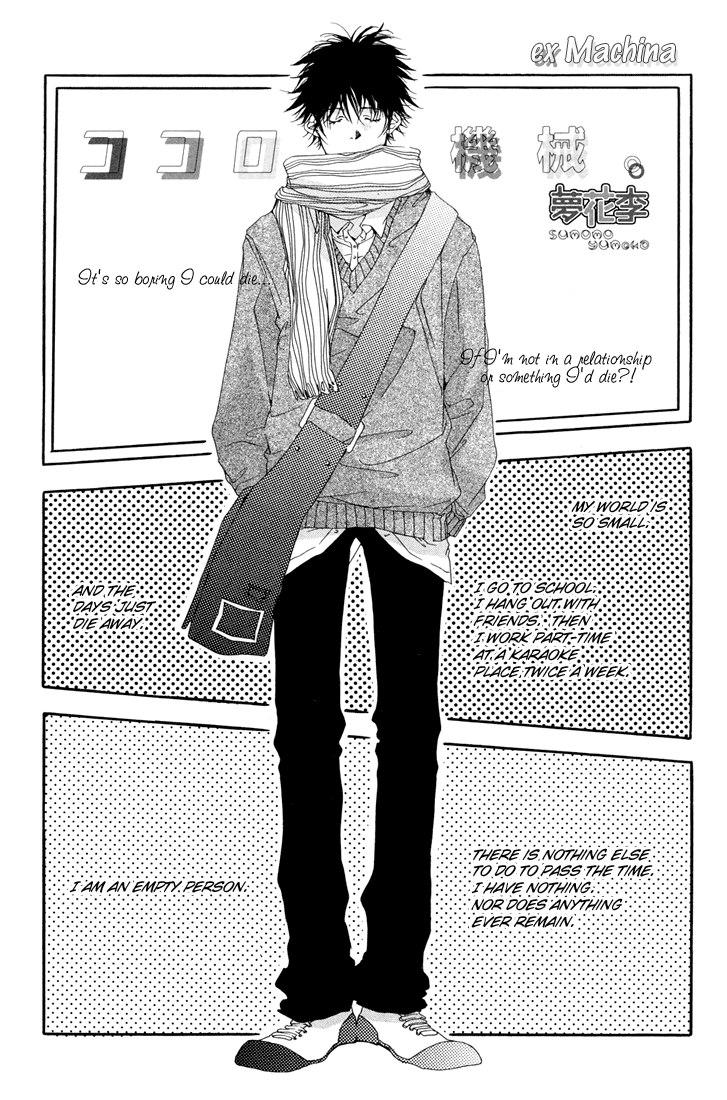 ex Machina
ココロ機械。
夢花李
sumomo
yumeka
It's so boring I could die...
If I'm not in a relationship
or something I'd die?!
MY WORLD IS
SO SMALL.
AND THE
DAYS JUST
DIE AWAY.
I GO TO SCHOOL.
I HANG OUT WITH
FRIENDS. THEN
I WORK PART-TIME
AT A KARAOKE
PLACE TWICE A WEEK.
I AM AN EMPTY PERSON.
THERE IS NOTHING ELSE
TO DO TO PASS THE TIME.
I HAVE NOTHING.
NOR DOES ANYTHING
EVER REMAIN.